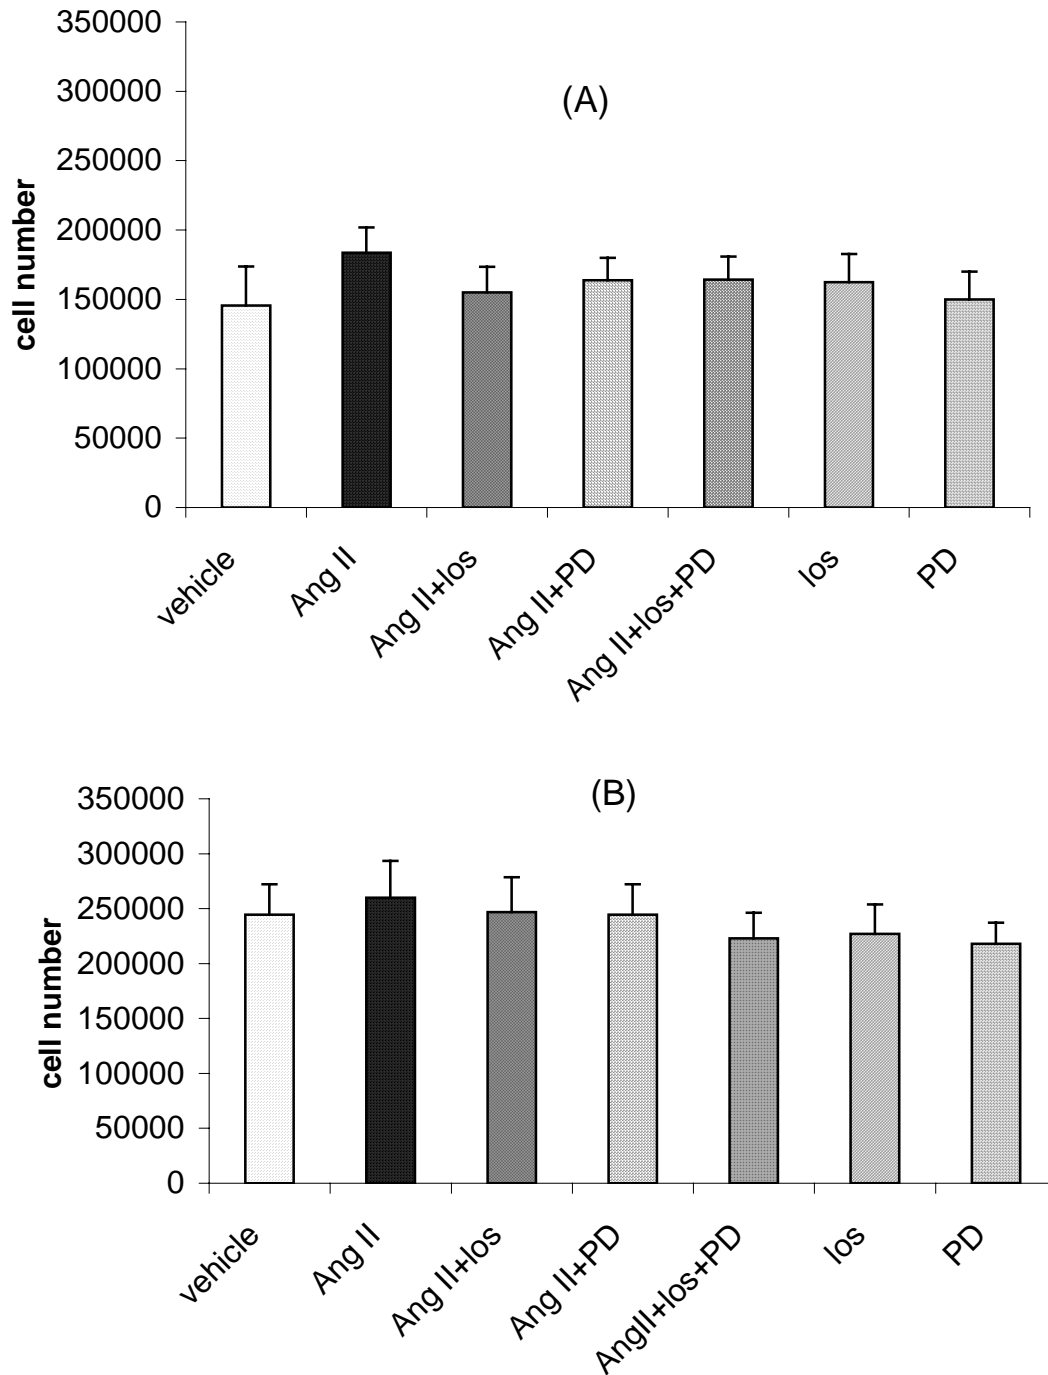 (A)
350000
300000
250000
200000
150000
100000
50000
0
cell number
vehicle
Ang II
Ang II+los
Ang II+PD
Ang II+los+PD
los
PD
(B)
350000
300000
250000
200000
150000
100000
50000
0
cell number
vehicle
Ang II
Ang II+los
Ang II+PD
AngII+los+PD
los
PD